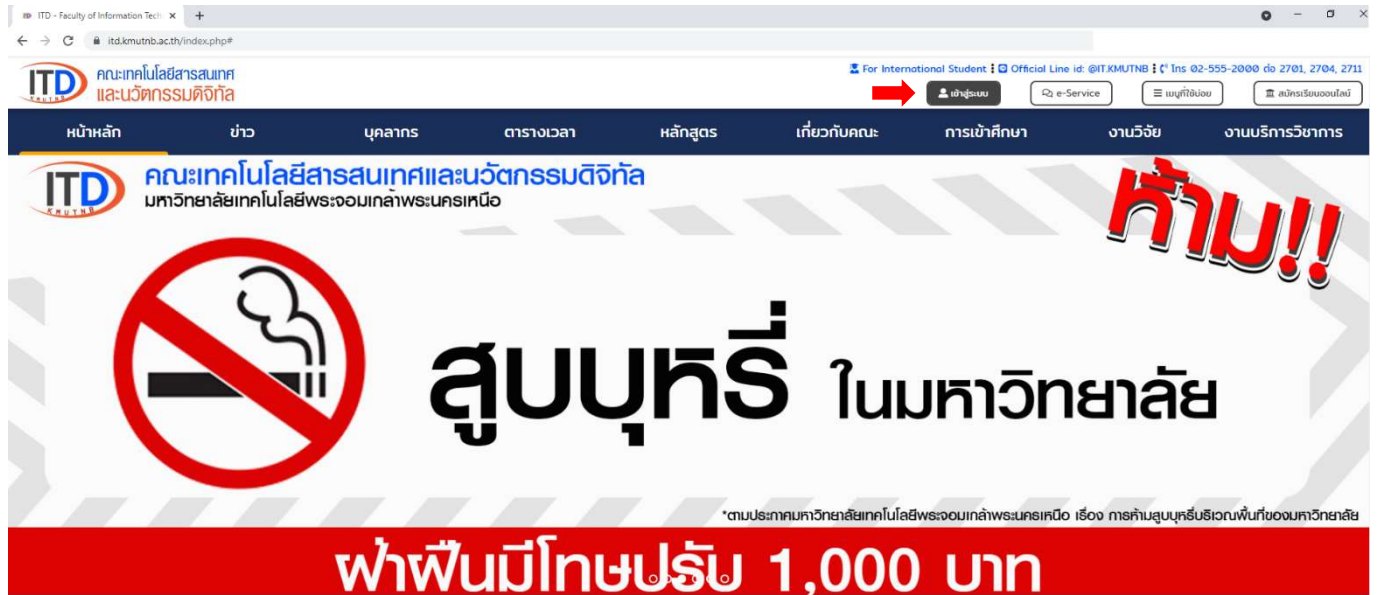 ITD - Faculty of Information Tech
itd.kmutnb.ac.th/index.php#
ITD
KMUTNB
คณะเทคโนโลยีสารสนเทศ
และนวัตกรรมดิจิทัล
For International Student Official Line id: @IT.KMUTNB โทร 02-555-2000 ต่อ 2701, 2704, 2711
เข้าสู่ระบบ e-Service เมนูที่ใช้บ่อย สมัครเรียนออนไลน์
หน้าหลัก ข่าว บุคลากร ตารางเวลา หลักสูตร เกี่ยวกับคณะ การเข้าศึกษา งานวิจัย งานบริการวิชาการ
ITD
KMUTNB
คณะเทคโนโลยีสารสนเทศและนวัตกรรมดิจิทัล
มหาวิทยาลัยเทคโนโลยีพระจอมเกล้าพระนครเหนือ
ห้าม!!
สูบบุหรี่ ในมหาวิทยาลัย
*ตามประกาศมหาวิทยาลัยเทคโนโลยีพระจอมเกล้าพระนครเหนือ เรื่อง การห้ามสูบบุหรี่บริเวณพื้นที่ของมหาวิทยาลัย
ฝ่าฝืนมีโทษปรับ 1,000 บาท